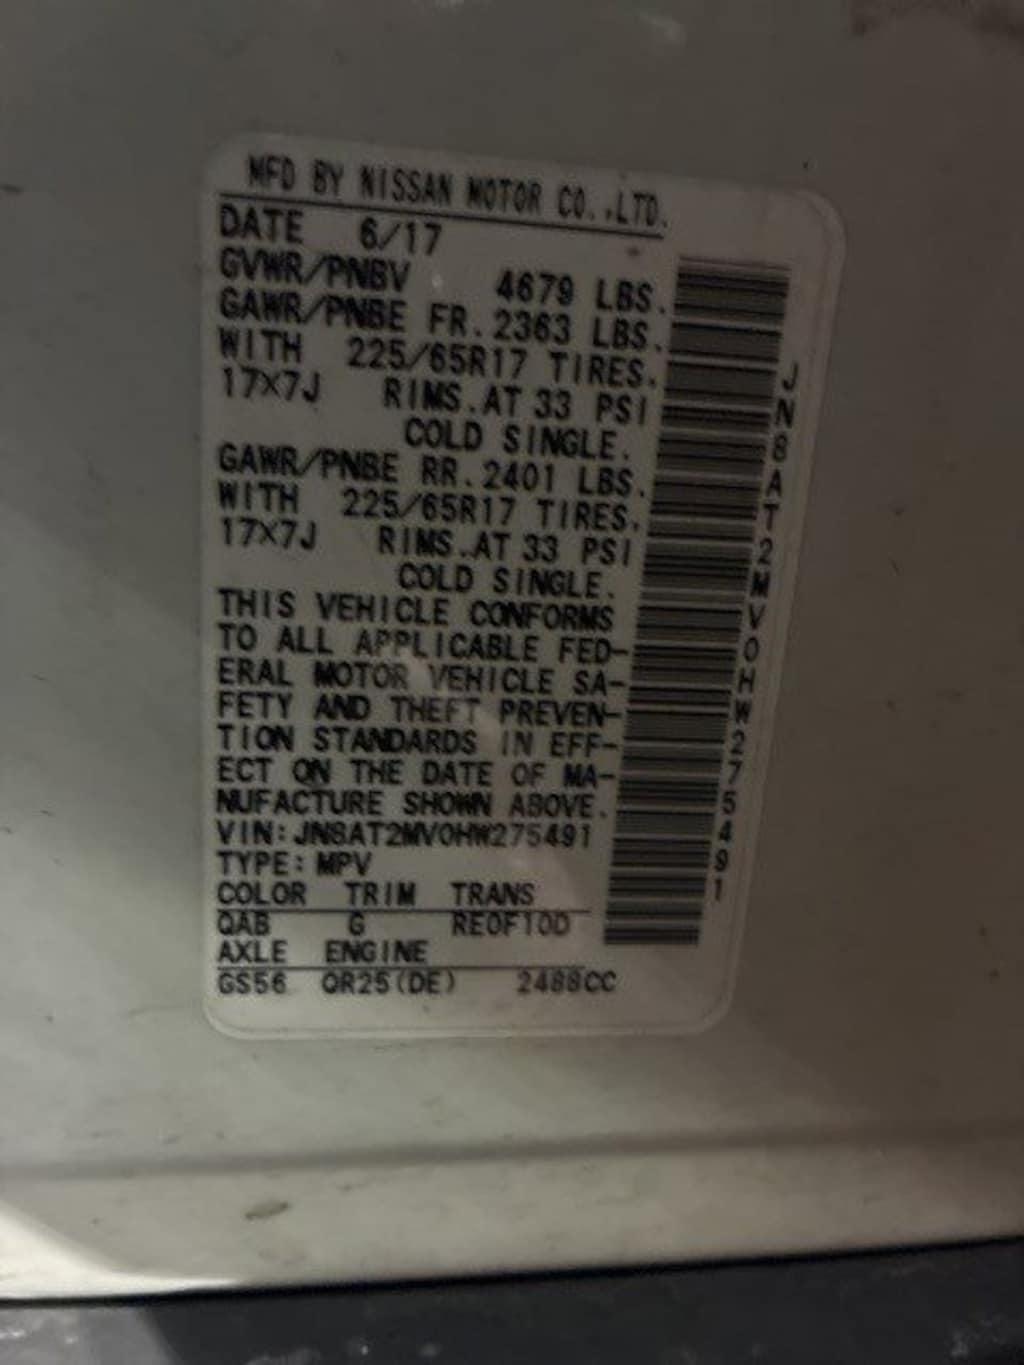 MFD BY NISSAN MOTOR CO.,LTD.
DATE 6/17
GVWR/PNBV 4679 LBS.
GAWR/PNBE FR. 2363 LBS.
WITH 225/65R17 TIRES.
17X7J RIMS.AT 33 PSI
COLD SINGLE.
GAWR/PNBE RR. 2401 LBS.
WITH 225/65R17 TIRES.
17X7J RIMS.AT 33 PSI
COLD SINGLE.
THIS VEHICLE CONFORMS
TO ALL APPLICABLE FED-
ERAL MOTOR VEHICLE SA-
FETY AND THEFT PREVEN-
TION STANDARDS IN EFF-
ECT ON THE DATE OF MA-
NUFACTURE SHOWN ABOVE.
VIN: JN8AT2MV0HW275491
TYPE: MPV
COLOR TRIM TRANS
QAB G RE0F10D
AXLE ENGINE
GS56 QR25(DE) 2488CC
JN8AT2MV0HW275491